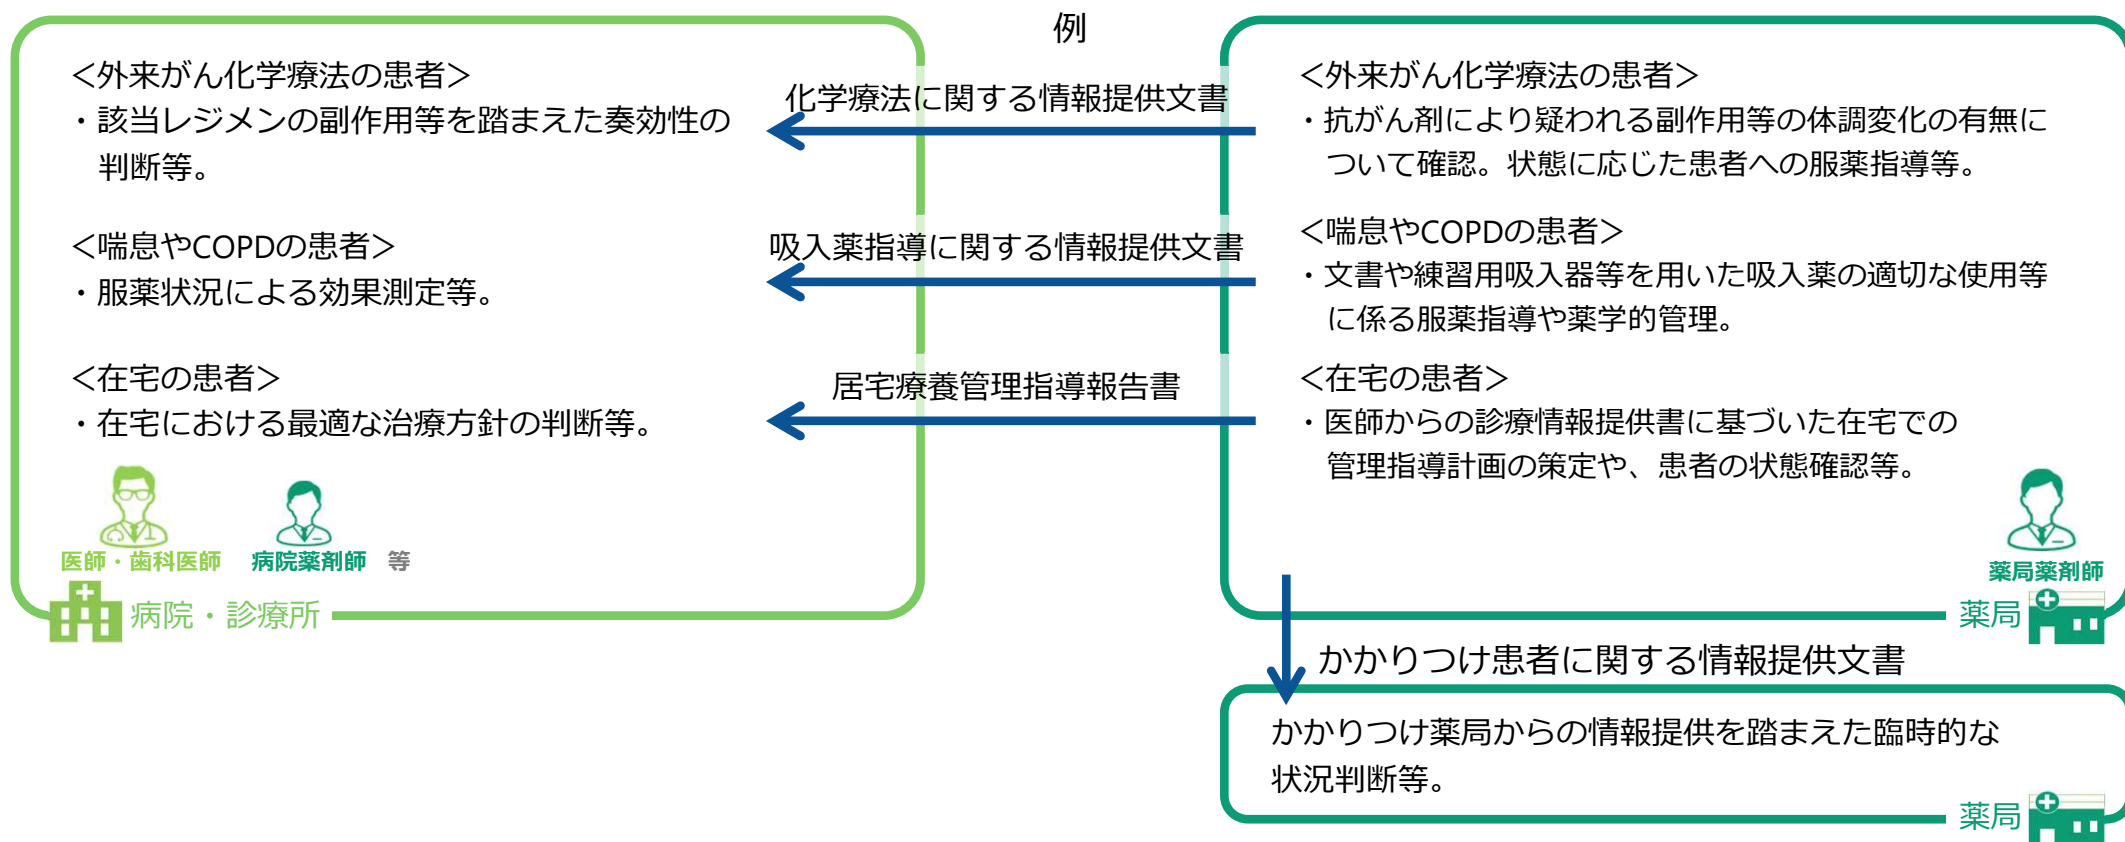 例
＜外来がん化学療法の患者＞
・該当レジメンの副作用等を踏まえた奏効性の
判断等。
＜喘息やCOPDの患者＞
・服薬状況による効果測定等。
＜在宅の患者＞
・在宅における最適な治療方針の判断等。
医師・歯科医師
病院薬剤師 等
病院・診療所
化学療法に関する情報提供文書
吸入薬指導に関する情報提供文書
居宅療養管理指導報告書
＜外来がん化学療法の患者＞
・抗がん剤により疑われる副作用等の体調変化の有無に
ついて確認。状態に応じた患者への服薬指導等。
＜喘息やCOPDの患者＞
・文書や練習用吸入器等を用いた吸入薬の適切な使用等
に係る服薬指導や薬学的管理。
＜在宅の患者＞
・医師からの診療情報提供書に基づいた在宅での
管理指導計画の策定や、患者の状態確認等。
薬局薬剤師
薬局
かかりつけ患者に関する情報提供文書
かかりつけ薬局からの情報提供を踏まえた臨時的な
状況判断等。
薬局